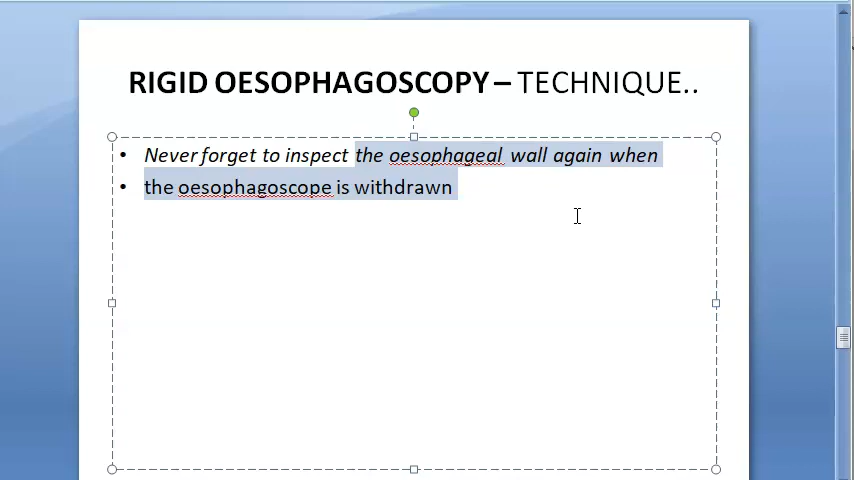 RIGID OESOPHAGOSCOPY – TECHNIQUE..
• Never forget to inspect the oesophageal wall again when
• the oesophagoscope is withdrawn